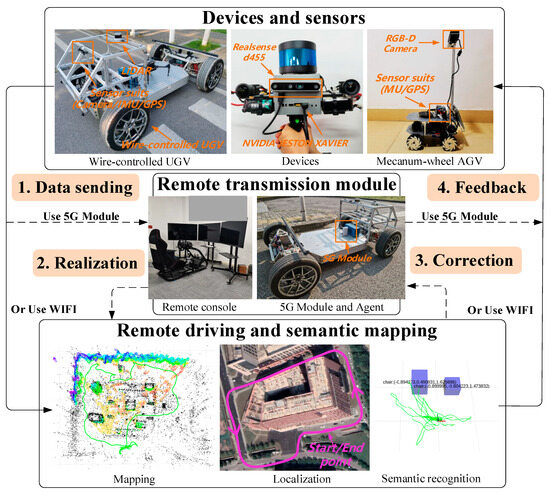 Devices and sensors
LiDAR
Sensor suits
(Camera/MU/GPS)
Wire-controlled UGV
Realsense
d455
NVIDIA JESTON XAVIER
RGB-D
Camera
Sensor suits
(MU/GPS)
Wire-controlled UGV
Devices
Mecanum-wheel AGV
1. Data sending
Remote transmission module
4. Feedback
Use 5G Module
Use 5G Module
5G Module
2. Realization
3. Correction
Remote console
5G Module and Agent
Or Use WIFI
Or Use WIFI
Remote driving and semantic mapping
Start/End
point
Mapping
Localization
Semantic recognition